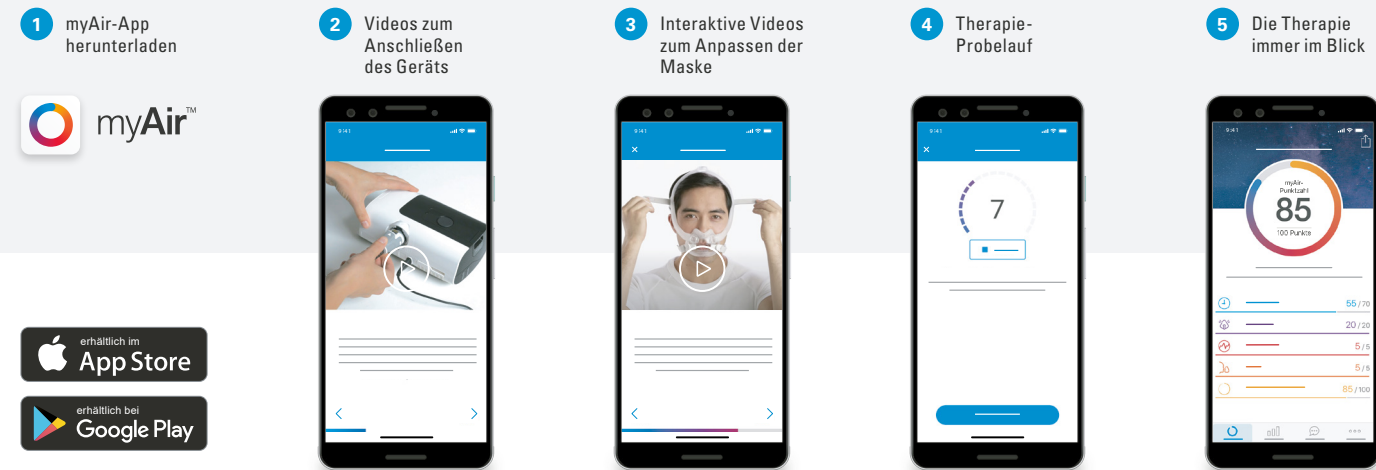 1 myAir-App
herunterladen
myAir™
erhältlich im
App Store
erhältlich bei
Google Play
2 Videos zum
Anschließen
des Geräts
9:41
3 Interaktive Videos
zum Anpassen der
Maske
9:41
4 Therapie-
Probelauf
9:41
7
5 Die Therapie
immer im Blick
9:41
myAir-
Punktzahl
85
100 Punkte
55/70
20/20
5/5
5/5
85/100